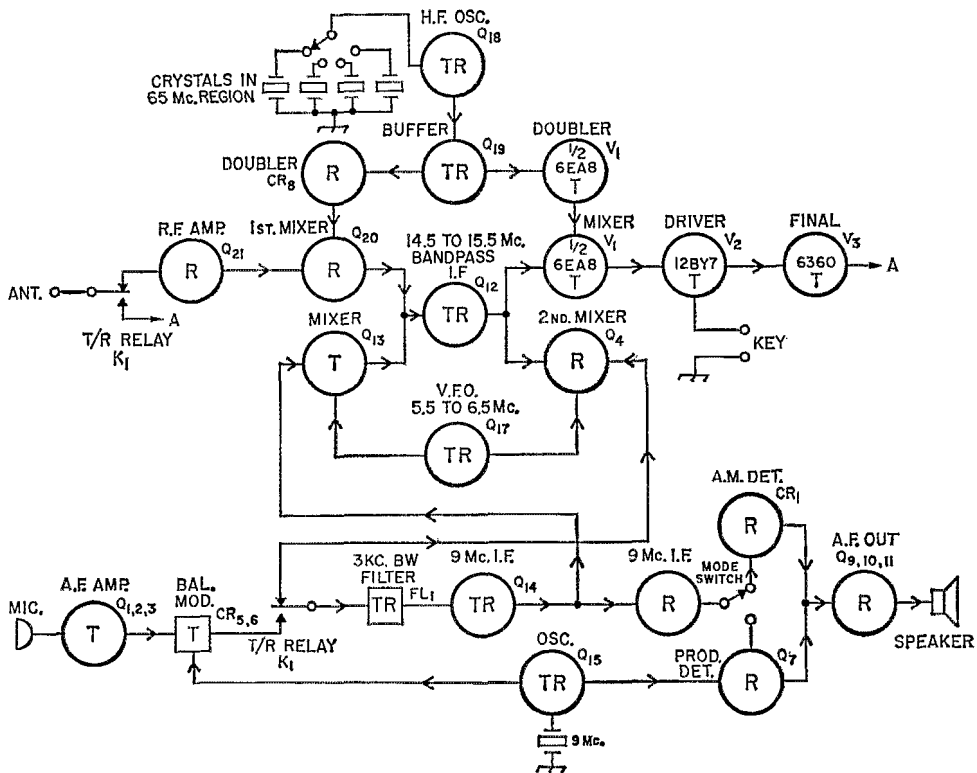 H.F. OSC.
Q18
TR
CRYSTALS IN
65 Mc. REGION
BUFFER
Q19
TR
DOUBLER
V1
1/2
6EA8
T
DOUBLER
CR8
R
R.F. AMP.
Q21
R
1ST. MIXER
Q20
R
14.5 TO 15.5 Mc.
BANDPASS
I.F
Q12
TR
MIXER
V1
1/2
6EA8
T
DRIVER
V2
12BY7
T
FINAL
V3
6360
T
A
ANT.
A
T/R RELAY
K1
MIXER
Q13
T
2ND. MIXER
Q4
R
KEY
V.F.O.
5.5 TO 6.5 Mc.
Q17
TR
A.M. DET.
CR1
R
MIC.
A.F. AMP.
Q1,2,3
T
BAL.
MOD.
CR5,6
T
T/R RELAY
K1
3KC. BW
FILTER
TR
FL1
9 Mc. I.F.
Q14
TR
9 Mc. I.F.
R
MODE
SWITCH
A.F. OUT
Q9,10,11
R
SPEAKER
OSC.
Q15
TR
PROD.
DET.
Q7
R
9 Mc.